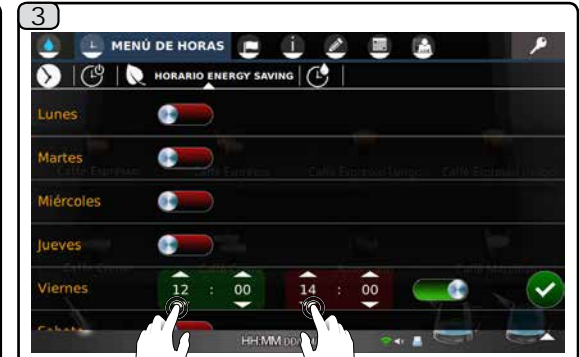 3
MENÚ DE HORAS
HORARIO ENERGY SAVING
Lunes
Martes
Miércoles
Jueves
Viernes 12 : 00 14 : 00
HH:MM